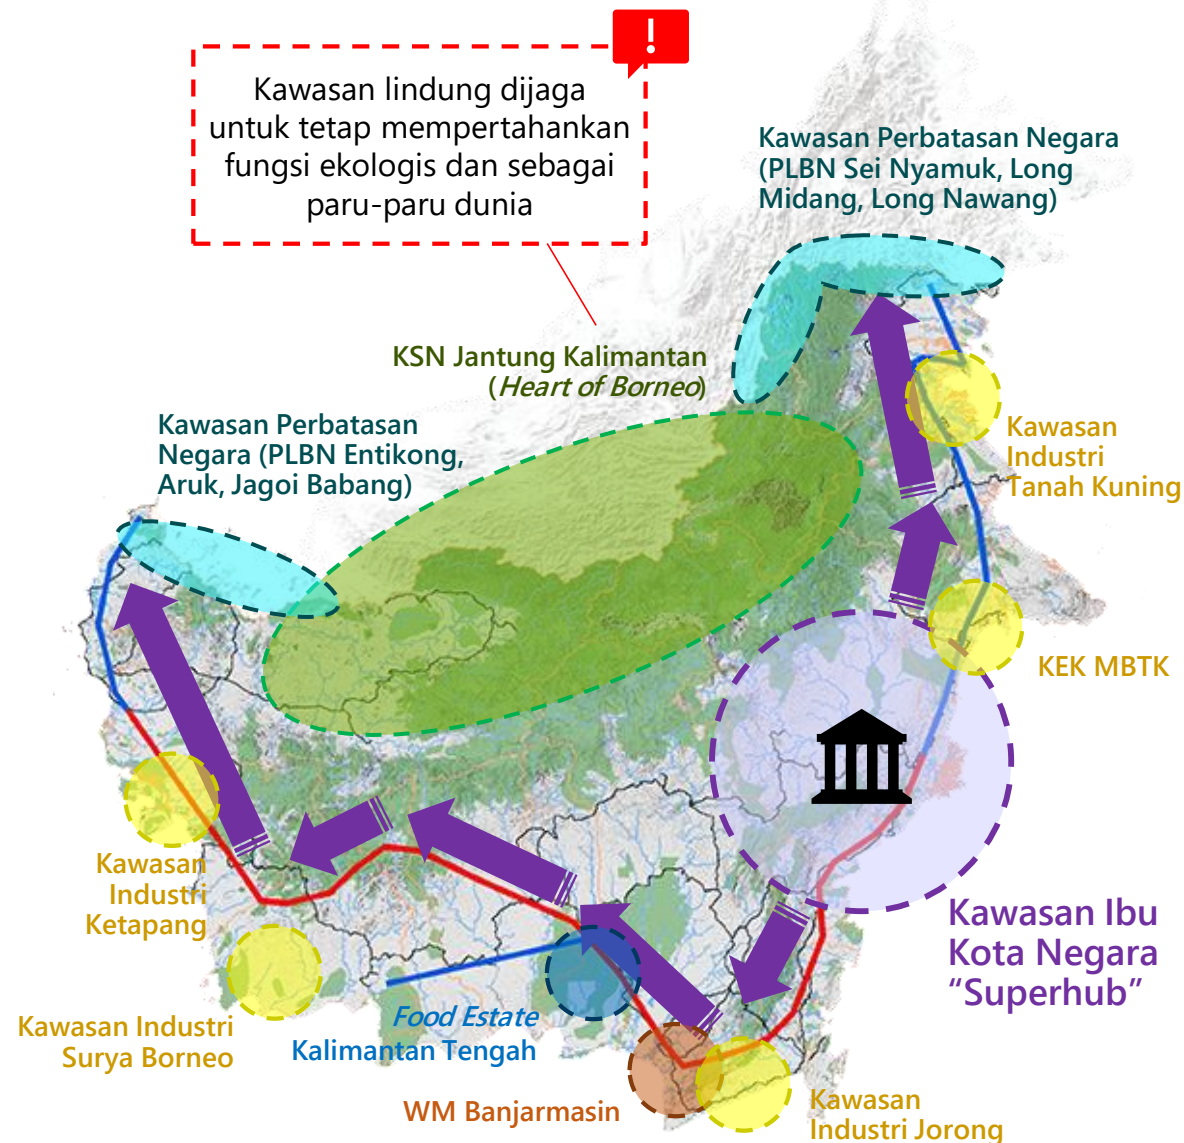 !
Kawasan lindung dijaga
untuk tetap mempertahankan
fungsi ekologis dan sebagai
paru-paru dunia
Kawasan Perbatasan Negara
(PLBN Sei Nyamuk, Long
Midang, Long Nawang)
KSN Jantung Kalimantan
(Heart of Borneo)
Kawasan Perbatasan
Negara (PLBN Entikong,
Aruk, Jagoi Babang)
Kawasan
Industri
Tanah Kuning
KEK MBTK
Kawasan
Industri
Ketapang
Kawasan Ibu
Kota Negara
“Superhub”
Kawasan Industri
Surya Borneo
Food Estate
Kalimantan Tengah
WM Banjarmasin
Kawasan
Industri Jorong